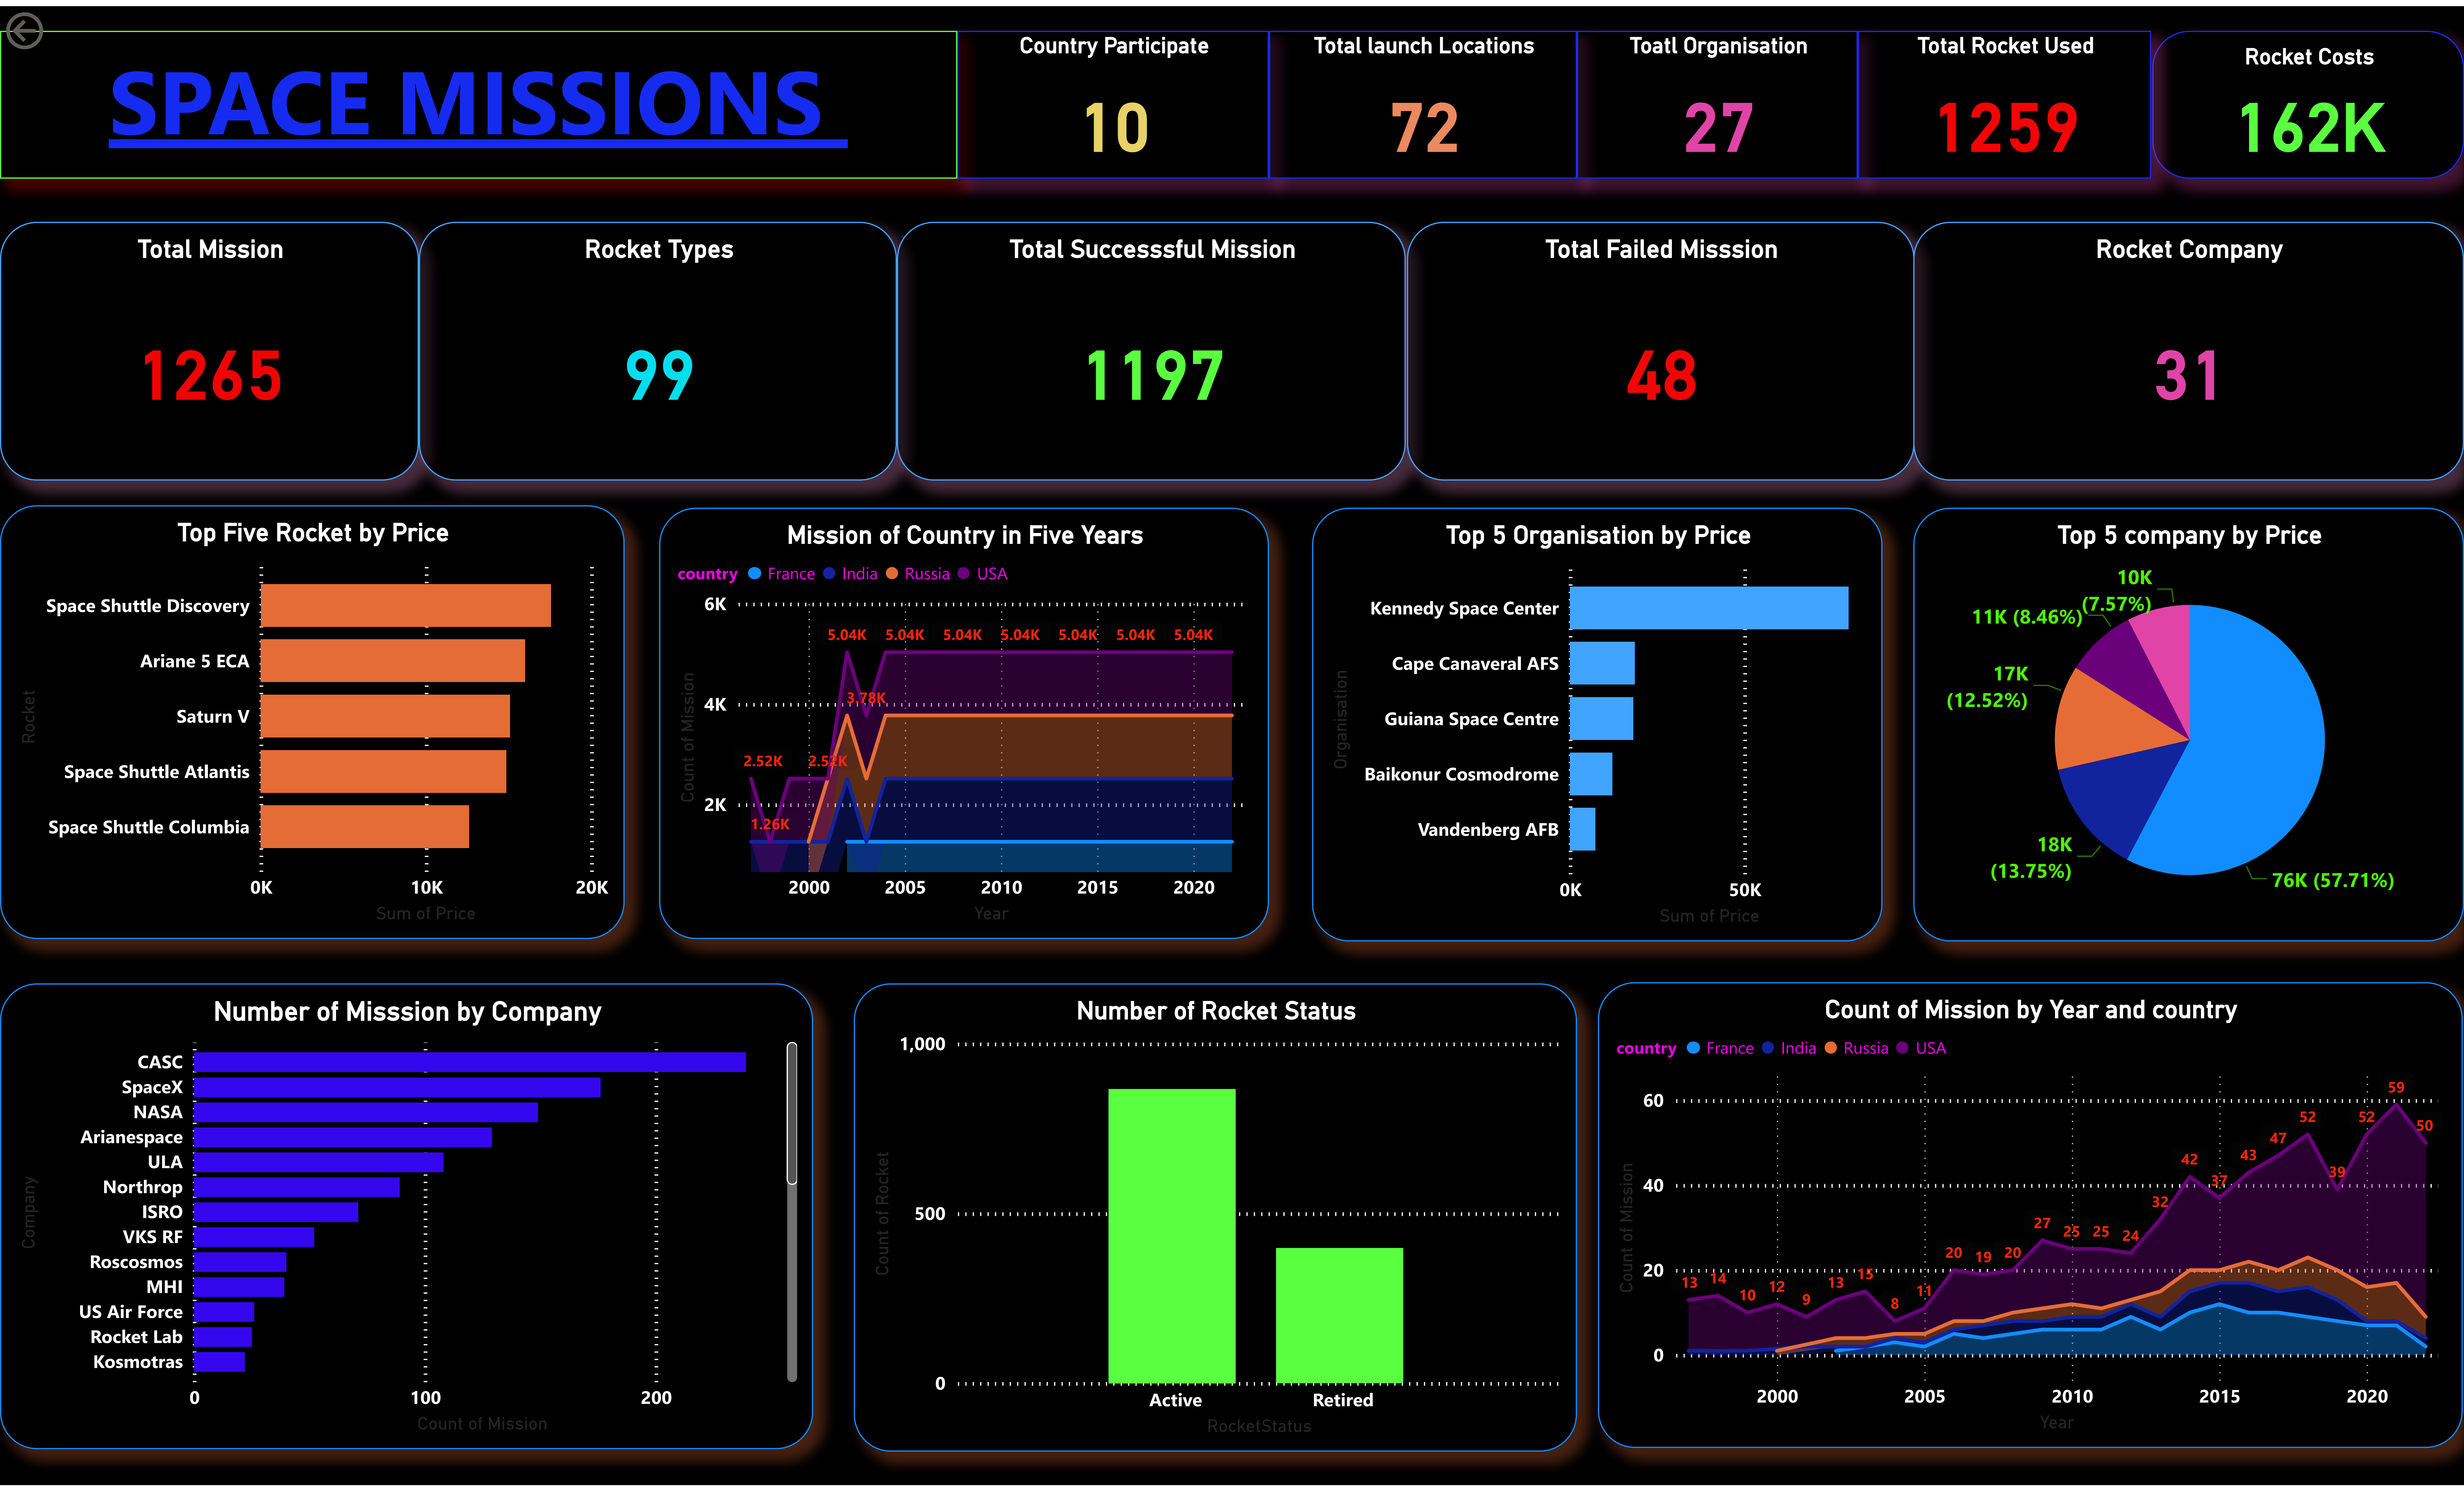 SPACE MISSIONS
Country Participate
10
Total launch Locations
72
Toatl Organisation
27
Total Rocket Used
1259
Rocket Costs
162K
Total Mission
1265
Rocket Types
99
Total Successsful Mission
1197
Total Failed Misssion
48
Rocket Company
31
Top Five Rocket by Price
Rocket
Space Shuttle Discovery
Ariane 5 ECA
Saturn V
Space Shuttle Atlantis
Space Shuttle Columbia
0K 10K 20K
Sum of Price
Mission of Country in Five Years
country France India Russia USA
Count of Mission
6K
4K
2K
5.04K 5.04K 5.04K 5.04K 5.04K 5.04K 5.04K
3.78K
2.52K 2.52K
1.26K
2000 2005 2010 2015 2020
Year
Top 5 Organisation by Price
Organisation
Kennedy Space Center
Cape Canaveral AFS
Guiana Space Centre
Baikonur Cosmodrome
Vandenberg AFB
0K 50K
Sum of Price
Top 5 company by Price
10K
(7.57%)
11K (8.46%)
17K
(12.52%)
18K
(13.75%)
76K (57.71%)
Number of Misssion by Company
Company
CASC
SpaceX
NASA
Arianespace
ULA
Northrop
ISRO
VKS RF
Roscosmos
MHI
US Air Force
Rocket Lab
Kosmotras
0 100 200
Count of Mission
Number of Rocket Status
Count of Rocket
1,000
500
0
Active Retired
RocketStatus
Count of Mission by Year and country
country France India Russia USA
Count of Mission
60
40
20
0
13 14 10 12 9 13 15 8 11 20 19 20 27 25 25 24 32 42 37 43 47 52 39 52 59 50
2000 2005 2010 2015 2020
Year